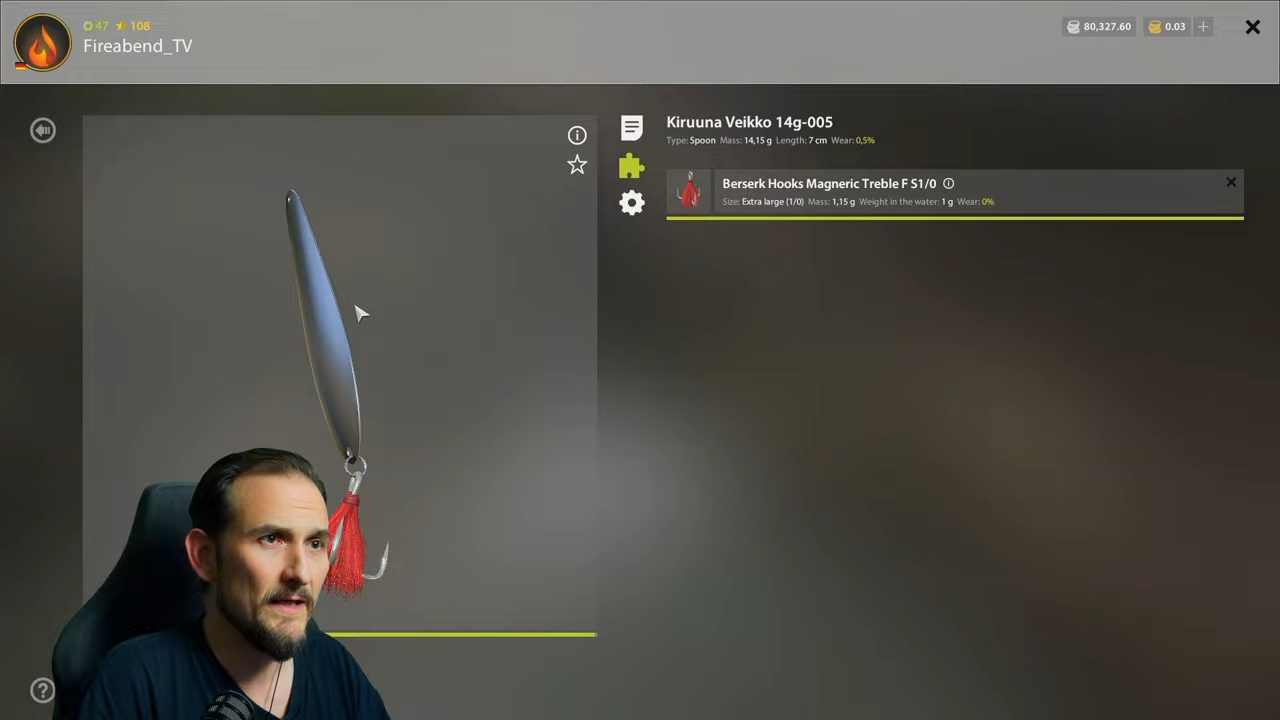 47 108
Fireabend_TV
80,327.60 0.03 +
Kiruuna Veikko 14g-005
Type: Spoon Mass: 14,15 g Length: 7 cm Wear: 0,5%
Berserk Hooks Magneric Treble F S1/0
Size: Extra large (1/0) Mass: 1,15 g Weight in the water: 1 g Wear: 0%
?